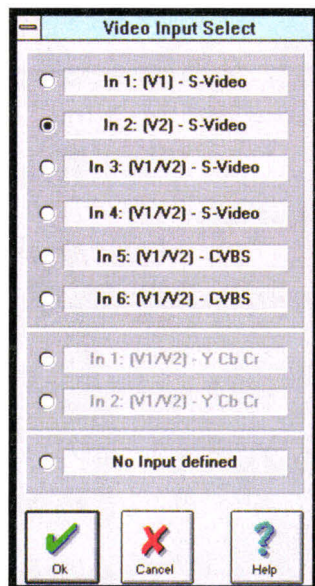 Video Input Select
In 1: (V1) - S-Video
In 2: (V2) - S-Video
In 3: (V1/V2) - S-Video
In 4: (V1/V2) - S-Video
In 5: (V1/V2) - CVBS
In 6: (V1/V2) - CVBS
In 1: (V1/V2) - Y Cb Cr
In 2: (V1/V2) - Y Cb Cr
No Input defined
Ok Cancel Help